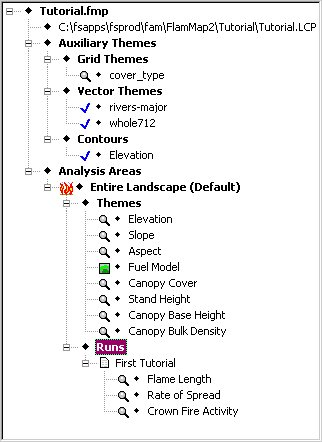 Tutorial.fmp
C:\fsapps\fsprod\fam\FlamMap2\Tutorial\Tutorial.LCP
Auxiliary Themes
Grid Themes
cover_type
Vector Themes
rivers-major
whole712
Contours
Elevation
Analysis Areas
Entire Landscape (Default)
Themes
Elevation
Slope
Aspect
Fuel Model
Canopy Cover
Stand Height
Canopy Base Height
Canopy Bulk Density
Runs
First Tutorial
Flame Length
Rate of Spread
Crown Fire Activity